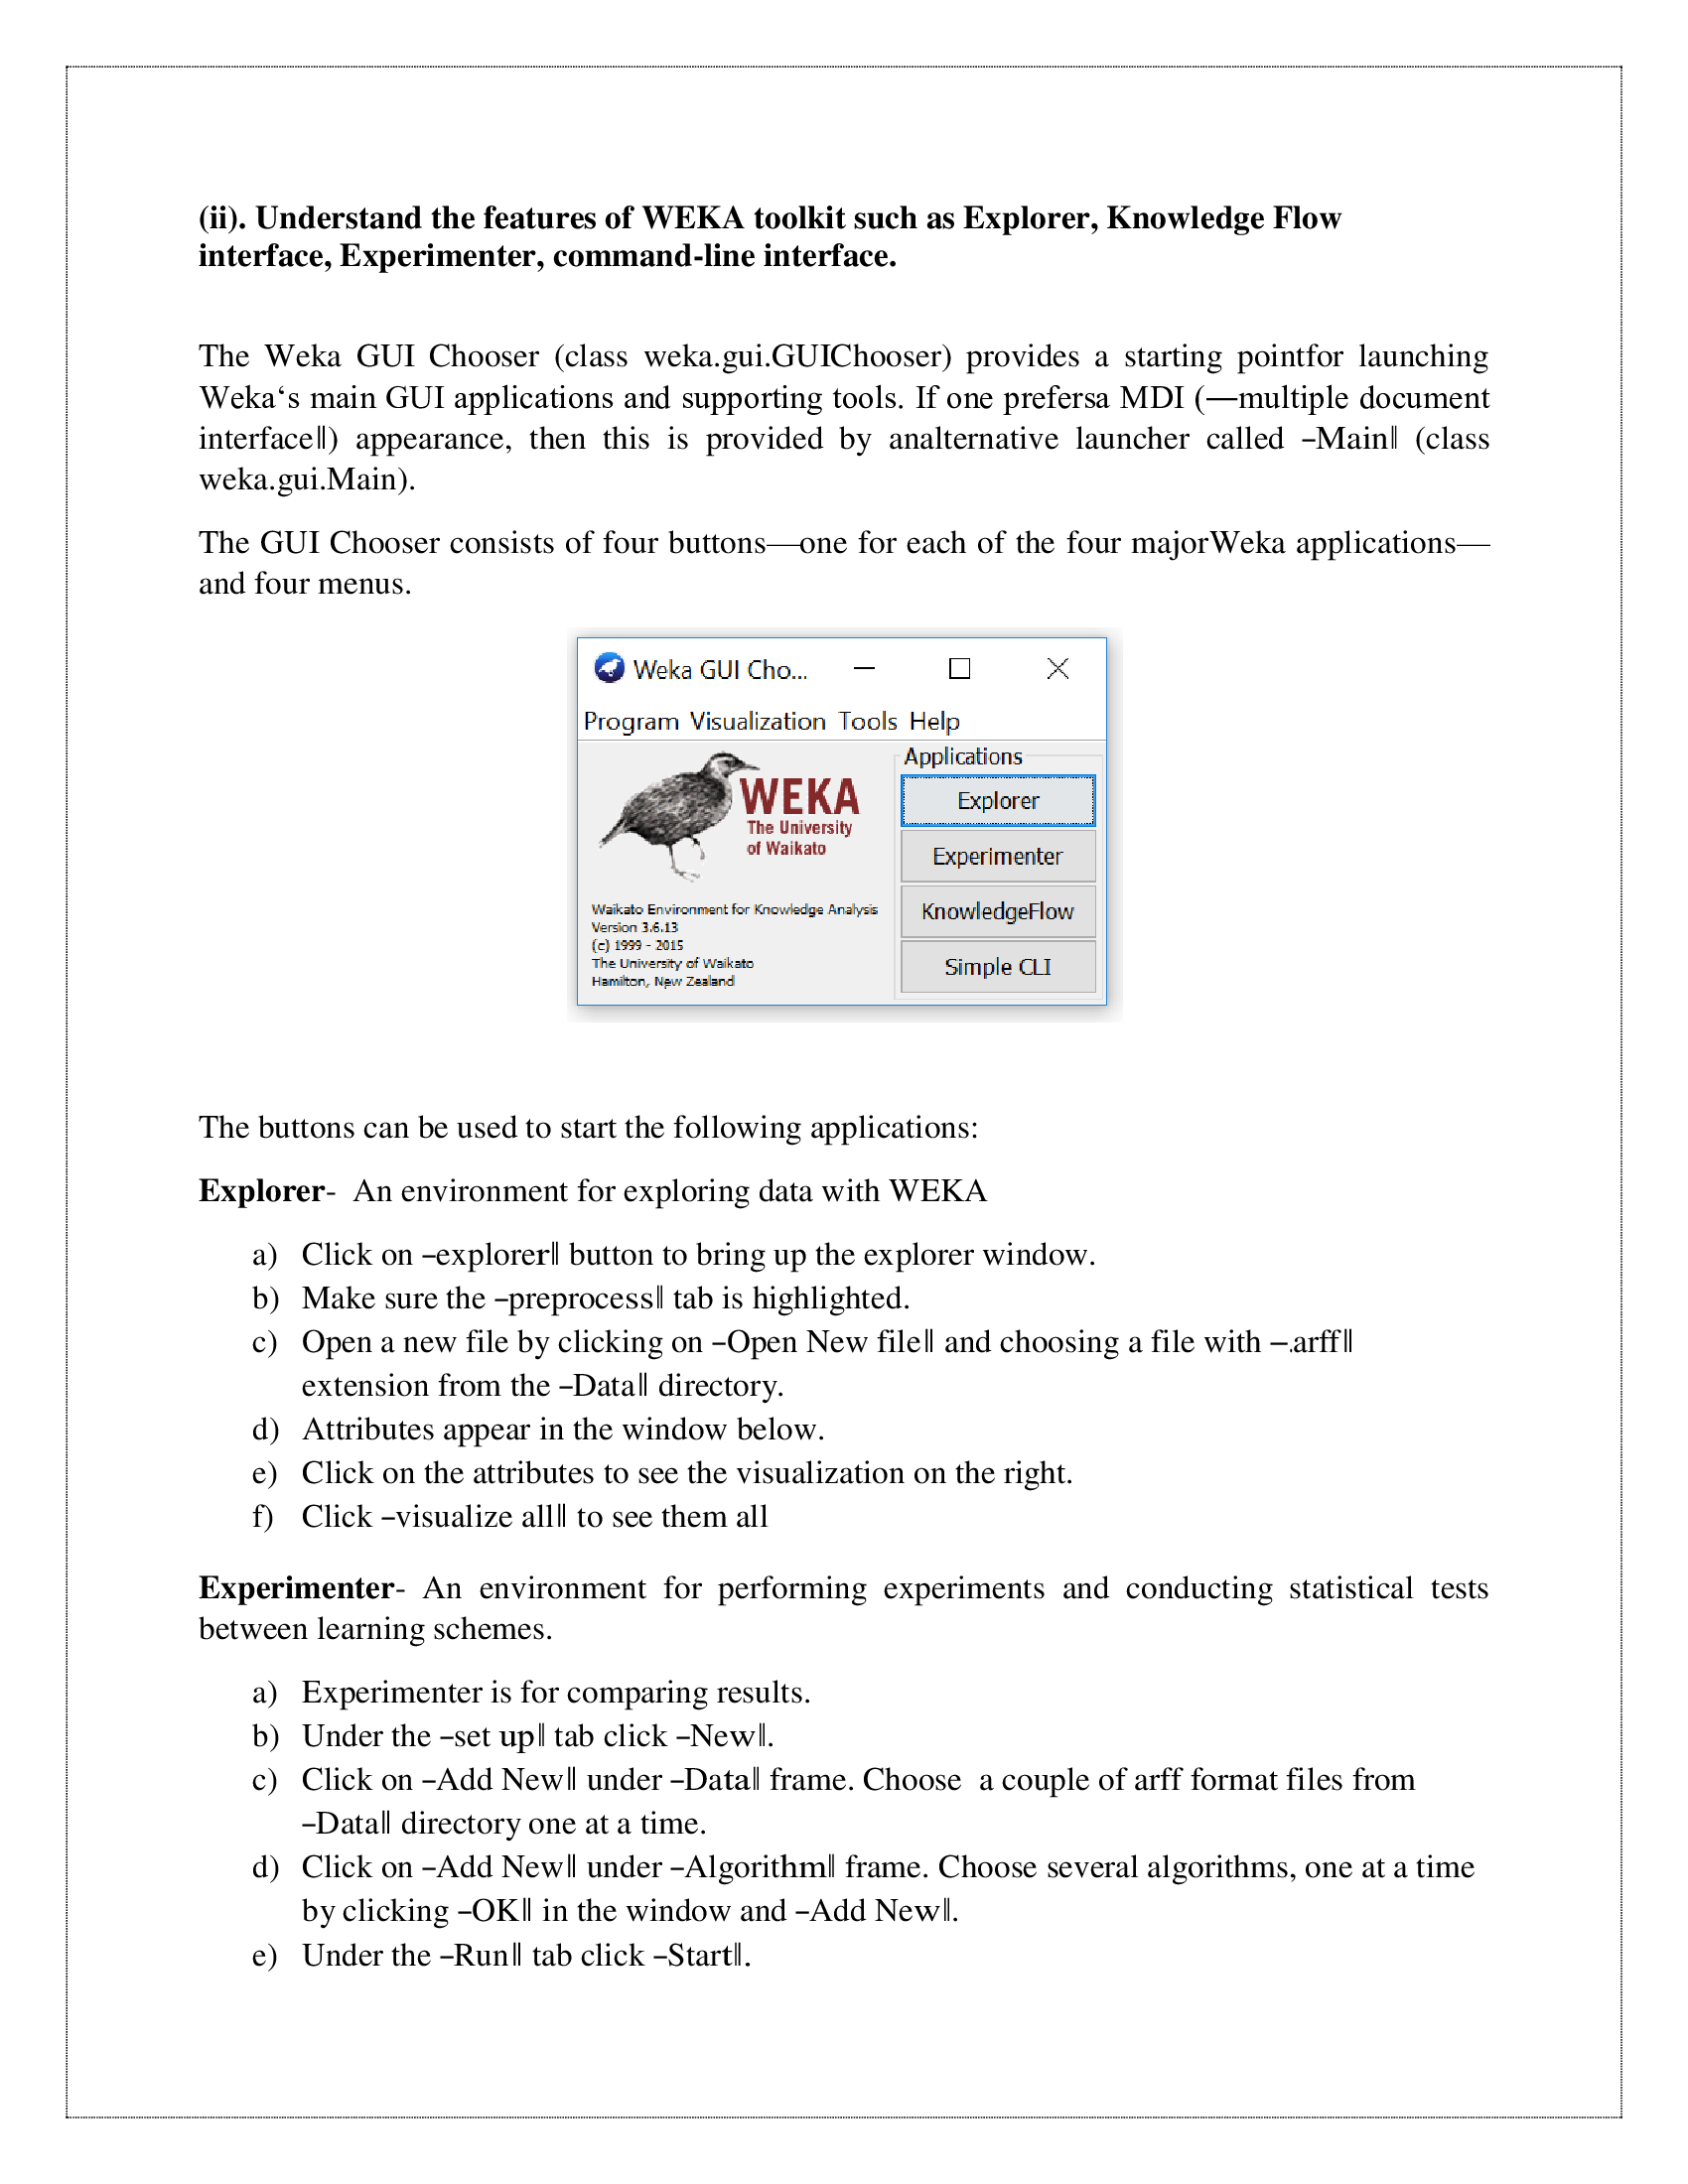 (ii). Understand the features of WEKA toolkit such as Explorer, Knowledge Flow
interface, Experimenter, command-line interface.
The Weka GUI Chooser (class weka.gui.GUIChooser) provides a starting pointfor launching
Weka‘s main GUI applications and supporting tools. If one prefersa MDI (―multiple document
interface‖) appearance, then this is provided by analternative launcher called –Main‖ (class
weka.gui.Main).
The GUI Chooser consists of four buttons—one for each of the four majorWeka applications—
and four menus.
Weka GUI Cho...
Program Visualization Tools Help
Applications
WEKA
The University
of Waikato
Explorer
Experimenter
KnowledgeFlow
Simple CLI
Waikato Environment for Knowledge Analysis
Version 3.6.13
(c) 1999 - 2015
The University of Waikato
Hamilton, New Zealand
The buttons can be used to start the following applications:
Explorer- An environment for exploring data with WEKA
a) Click on –explorer‖ button to bring up the explorer window.
b) Make sure the –preprocess‖ tab is highlighted.
c) Open a new file by clicking on –Open New file‖ and choosing a file with –.arff‖
extension from the –Data‖ directory.
d) Attributes appear in the window below.
e) Click on the attributes to see the visualization on the right.
f) Click –visualize all‖ to see them all
Experimenter- An environment for performing experiments and conducting statistical tests
between learning schemes.
a) Experimenter is for comparing results.
b) Under the –set up‖ tab click –New‖.
c) Click on –Add New‖ under –Data‖ frame. Choose a couple of arff format files from
–Data‖ directory one at a time.
d) Click on –Add New‖ under –Algorithm‖ frame. Choose several algorithms, one at a time
by clicking –OK‖ in the window and –Add New‖.
e) Under the –Run‖ tab click –Start‖.